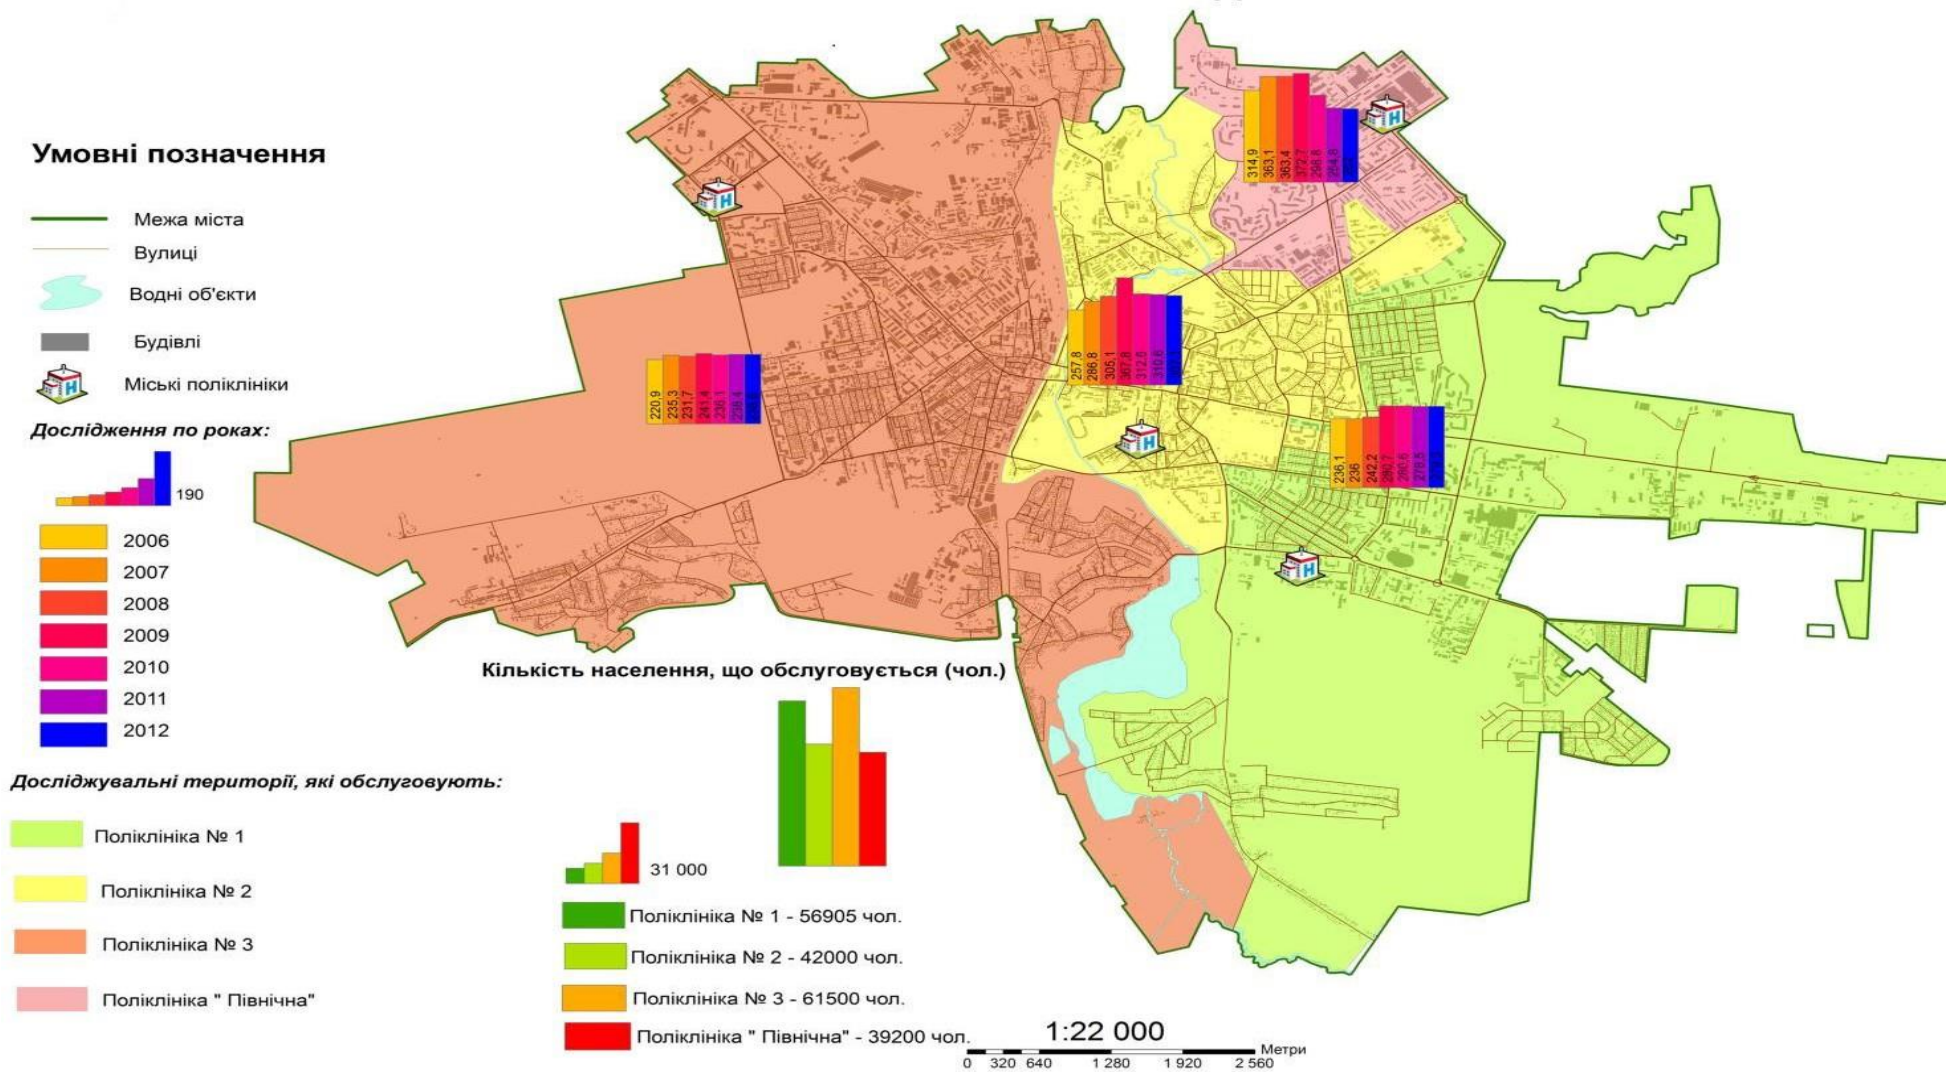 Умовні позначення
Межа міста
Вулиці
Водні об'єкти
Будівлі
Міські поліклініки
Дослідження по роках:
190
2006
2007
2008
2009
2010
2011
2012
Досліджувальні території, які обслуговують:
Поліклініка № 1
Поліклініка № 2
Поліклініка № 3
Поліклініка " Північна"
220,9
235,3
231,7
241,4
236,1
238,4
257,8
286,8
305,1
367,8
312,8
310,6
314,9
363,1
363,4
372,7
298,8
254,8
236,1
236
242,2
280,7
280,6
278,5
Кількість населення, що обслуговується (чол.)
31 000
Поліклініка № 1 - 56905 чол.
Поліклініка № 2 - 42000 чол.
Поліклініка № 3 - 61500 чол.
Поліклініка " Північна" - 39200 чол.
1:22 000
Метри
0 320 640 1 280 1 920 2 560